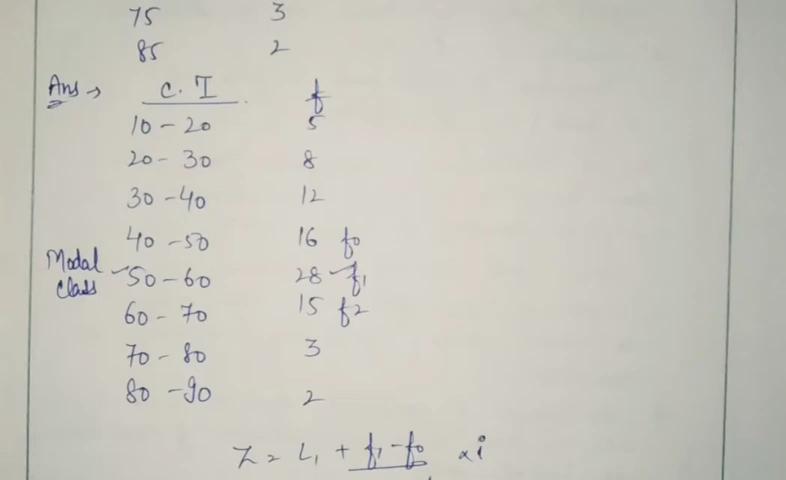 75 3
85 2
Ans → C. I f
10 - 20 5
20 - 30 8
30 - 40 12
40 - 50 16 f0
Modal class 50 - 60 28 f1
60 - 70 15 f2
70 - 80 3
80 - 90 2
Z = L1 + f1 - f0 × i